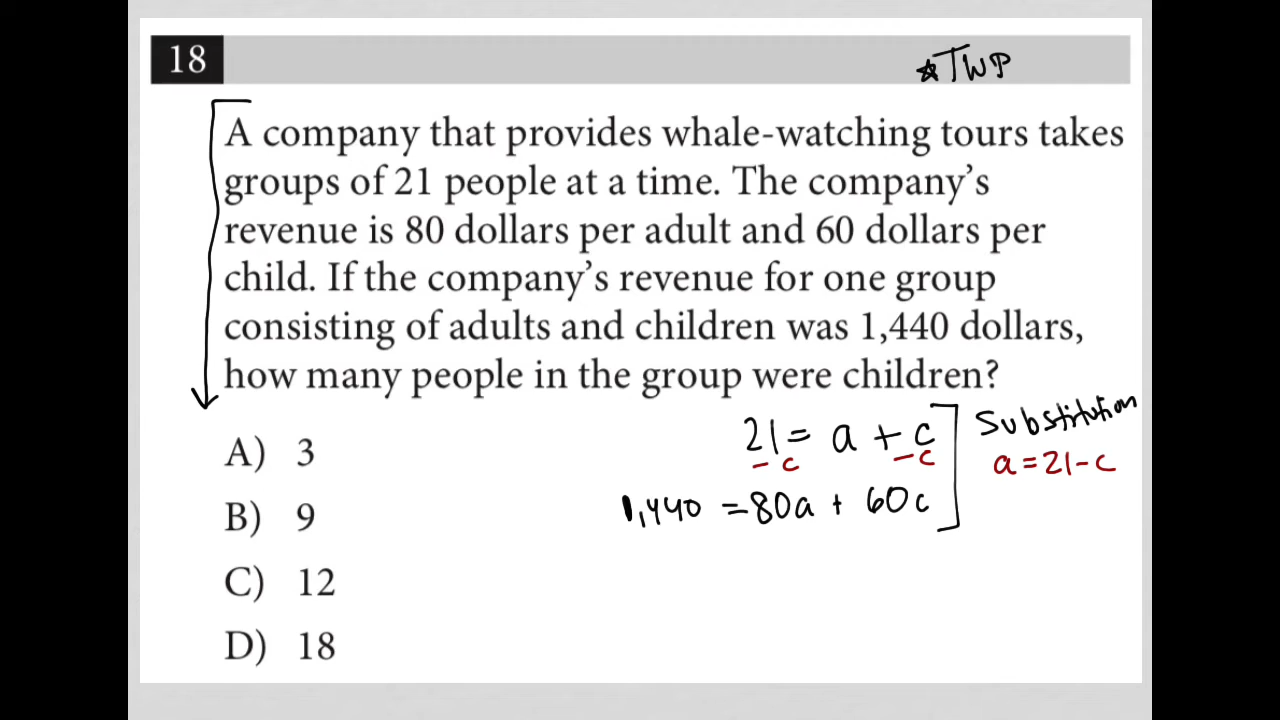 18
☆TWP
A company that provides whale-watching tours takes
groups of 21 people at a time. The company’s
revenue is 80 dollars per adult and 60 dollars per
child. If the company’s revenue for one group
consisting of adults and children was 1,440 dollars,
how many people in the group were children?
A) 3
B) 9
C) 12
D) 18
21 = a + c
- c - c
1,440 = 80a + 60c
Substitution
a = 21 - c